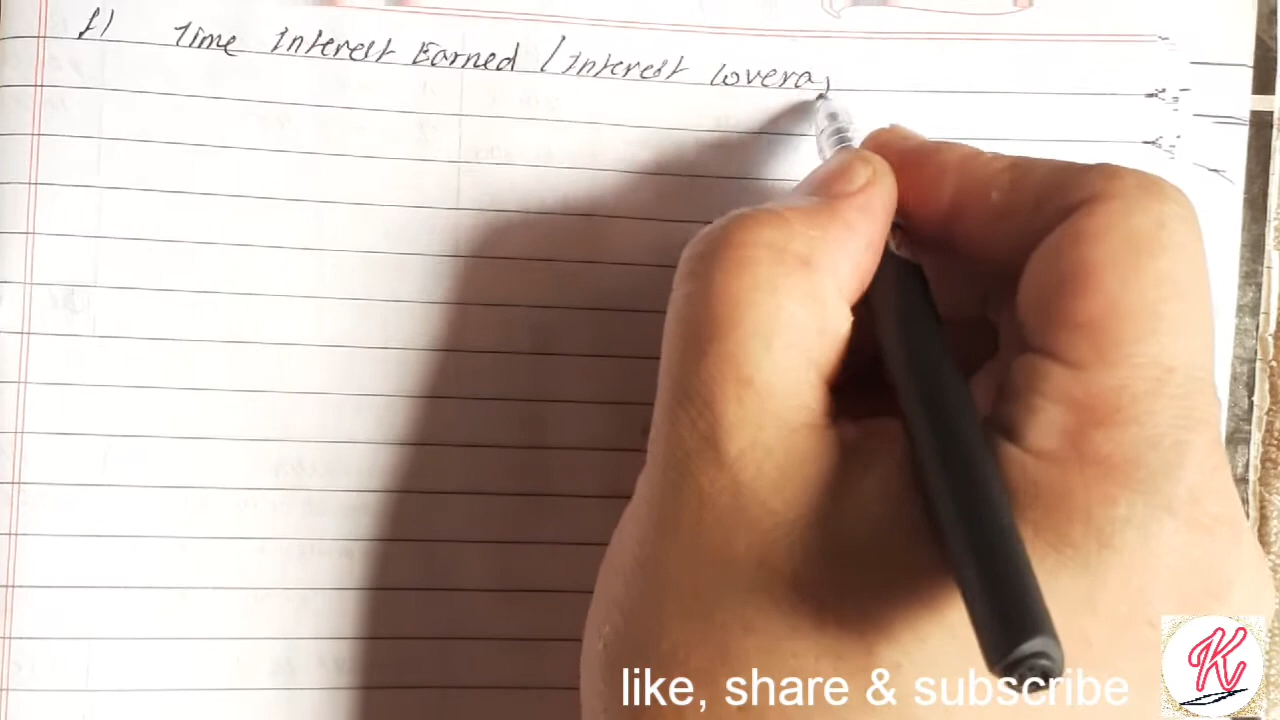 f) Time Interest Earned / Interest Covera
like, share & subscribe
K